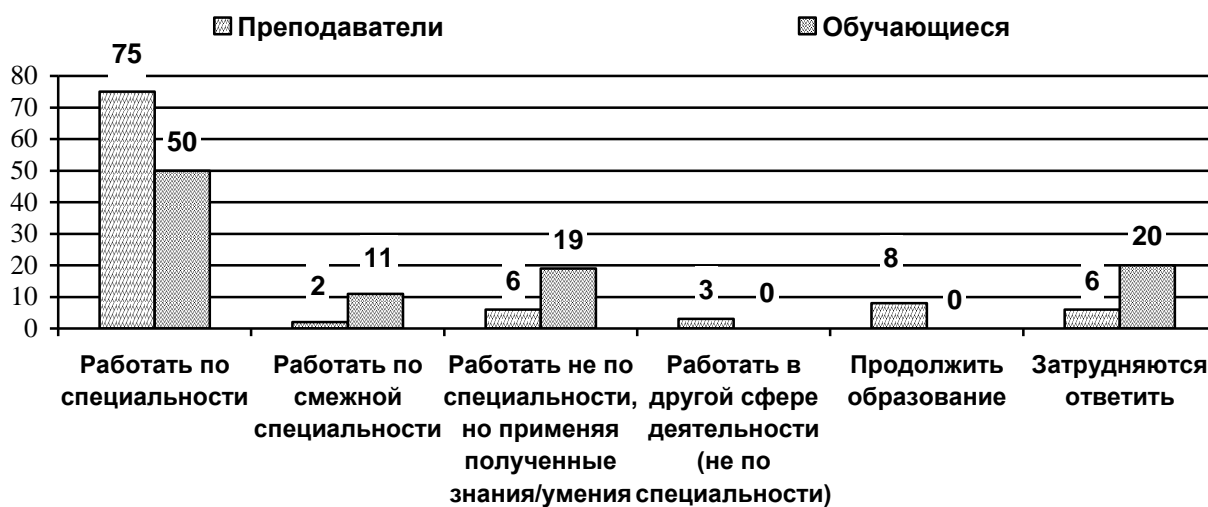 Преподаватели Обучающиеся
75
80
70
60
50
40
30
20
10
0
50
2 11
6 19
3 0
8 0
6 20
Работать по
специальности
Работать по
смежной
специальности
Работать не по
специальности,
но применяя
полученные
знания/умения
Работать в
другой сфере
деятельности
(не по
специальности)
Продолжить
образование
Затрудняются
ответить